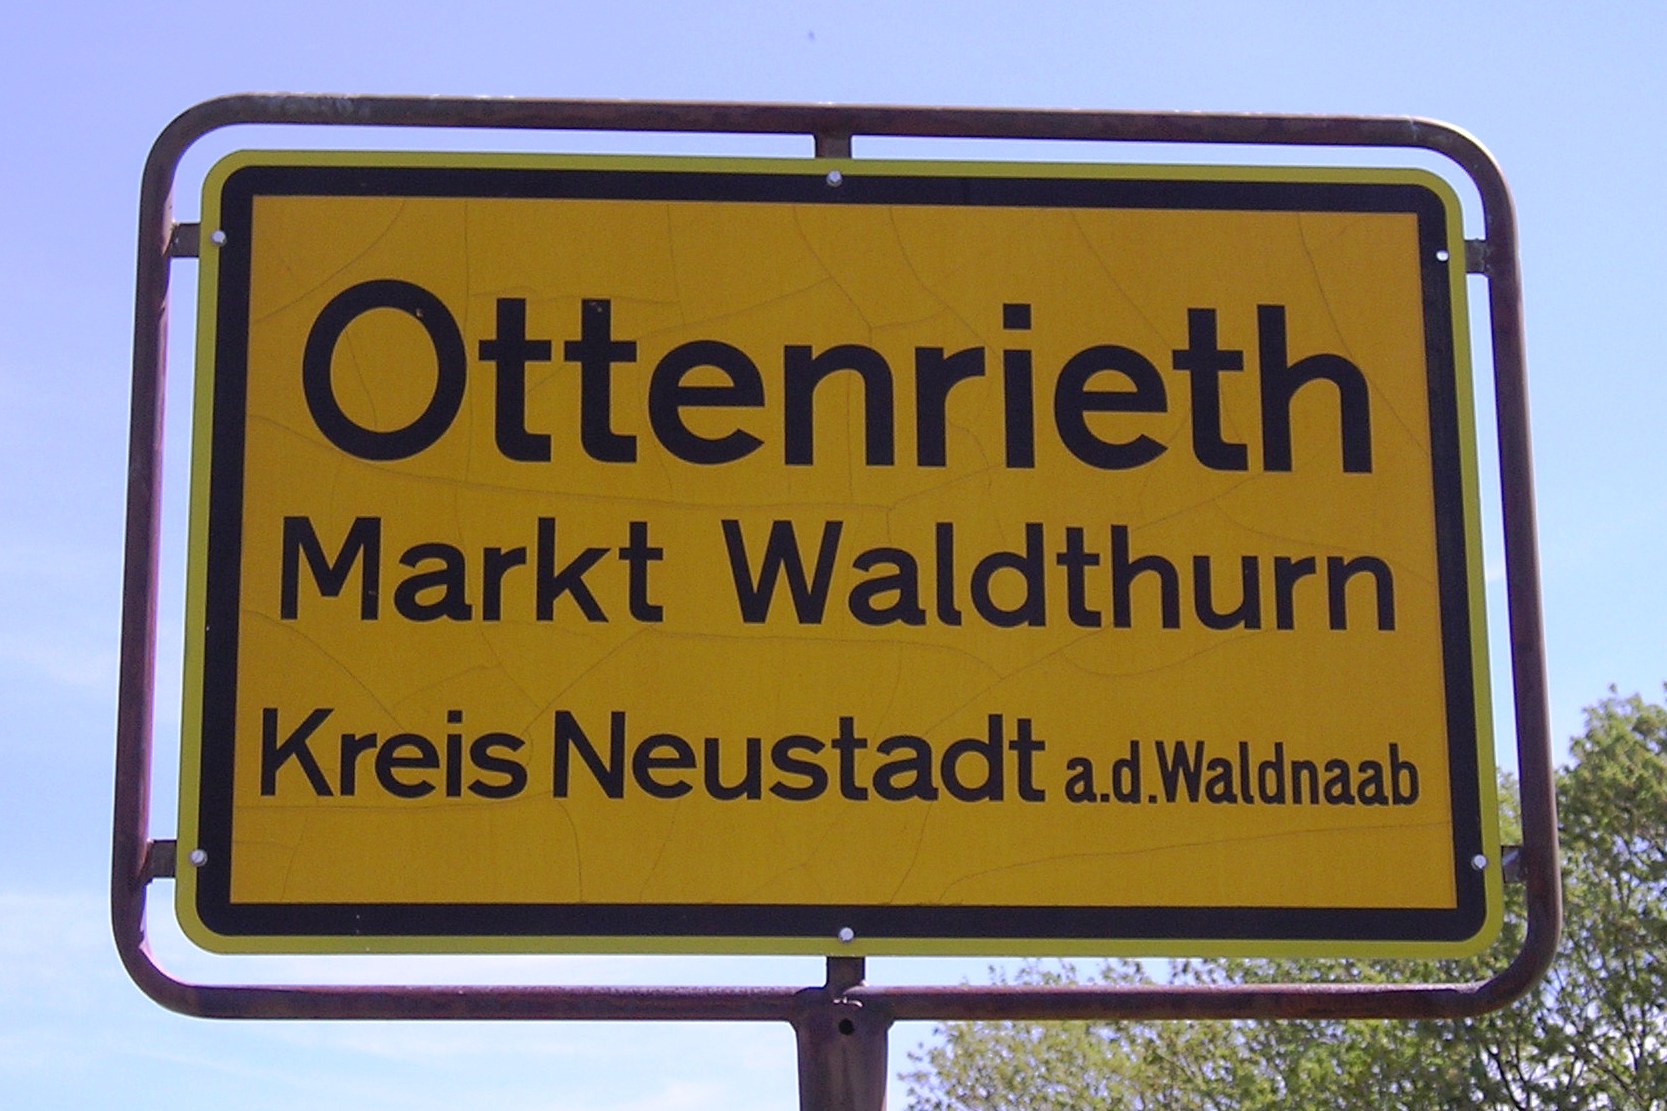 Ottenrieth
Markt Waldthurn
Kreis Neustadt a.d.Waldnaab